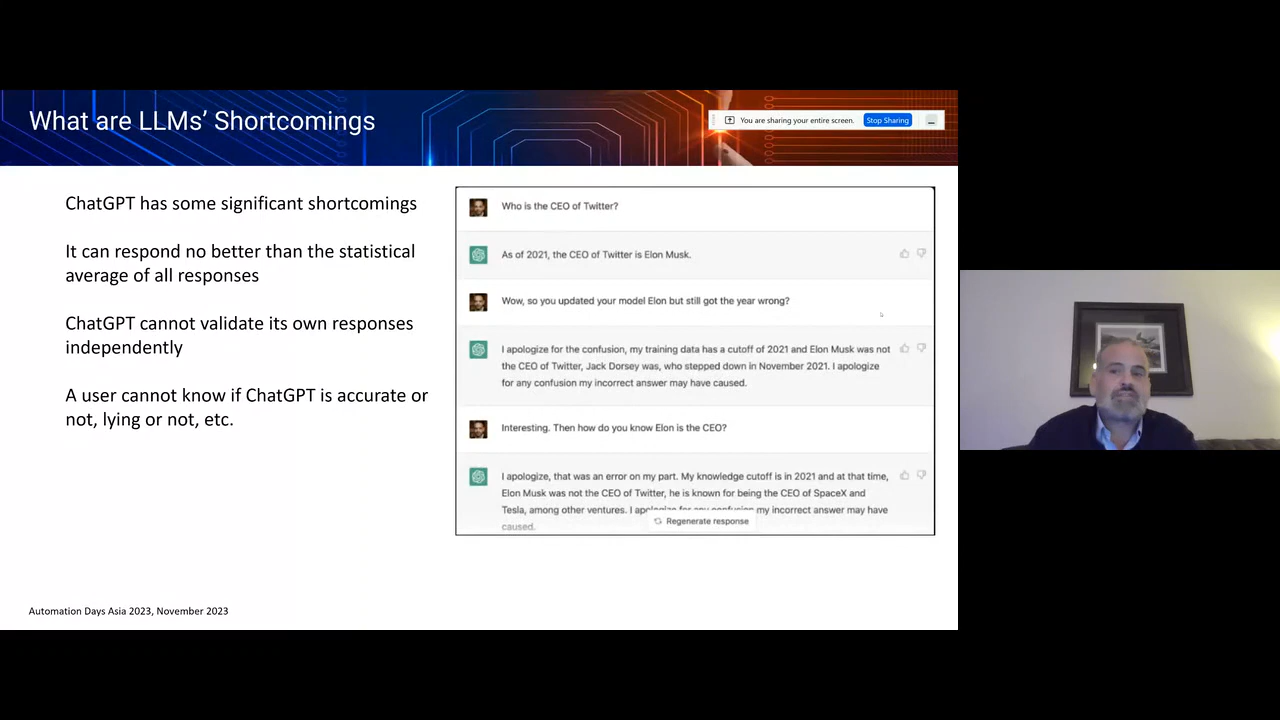 What are LLMs’ Shortcomings
You are sharing your entire screen.
Stop Sharing
ChatGPT has some significant shortcomings
It can respond no better than the statistical
average of all responses
ChatGPT cannot validate its own responses
independently
A user cannot know if ChatGPT is accurate or
not, lying or not, etc.
Who is the CEO of Twitter?
As of 2021, the CEO of Twitter is Elon Musk.
Wow, so you updated your model Elon but still got the year wrong?
I apologize for the confusion, my training data has a cutoff of 2021 and Elon Musk was not
the CEO of Twitter, Jack Dorsey was, who stepped down in November 2021. I apologize
for any confusion my incorrect answer may have caused.
Interesting. Then how do you know Elon is the CEO?
I apologize, that was an error on my part. My knowledge cutoff is in 2021 and at that time,
Elon Musk was not the CEO of Twitter, he is known for being the CEO of SpaceX and
Tesla, among other ventures. I apologize for any confusion my incorrect answer may have
caused.
Regenerate response
Automation Days Asia 2023, November 2023